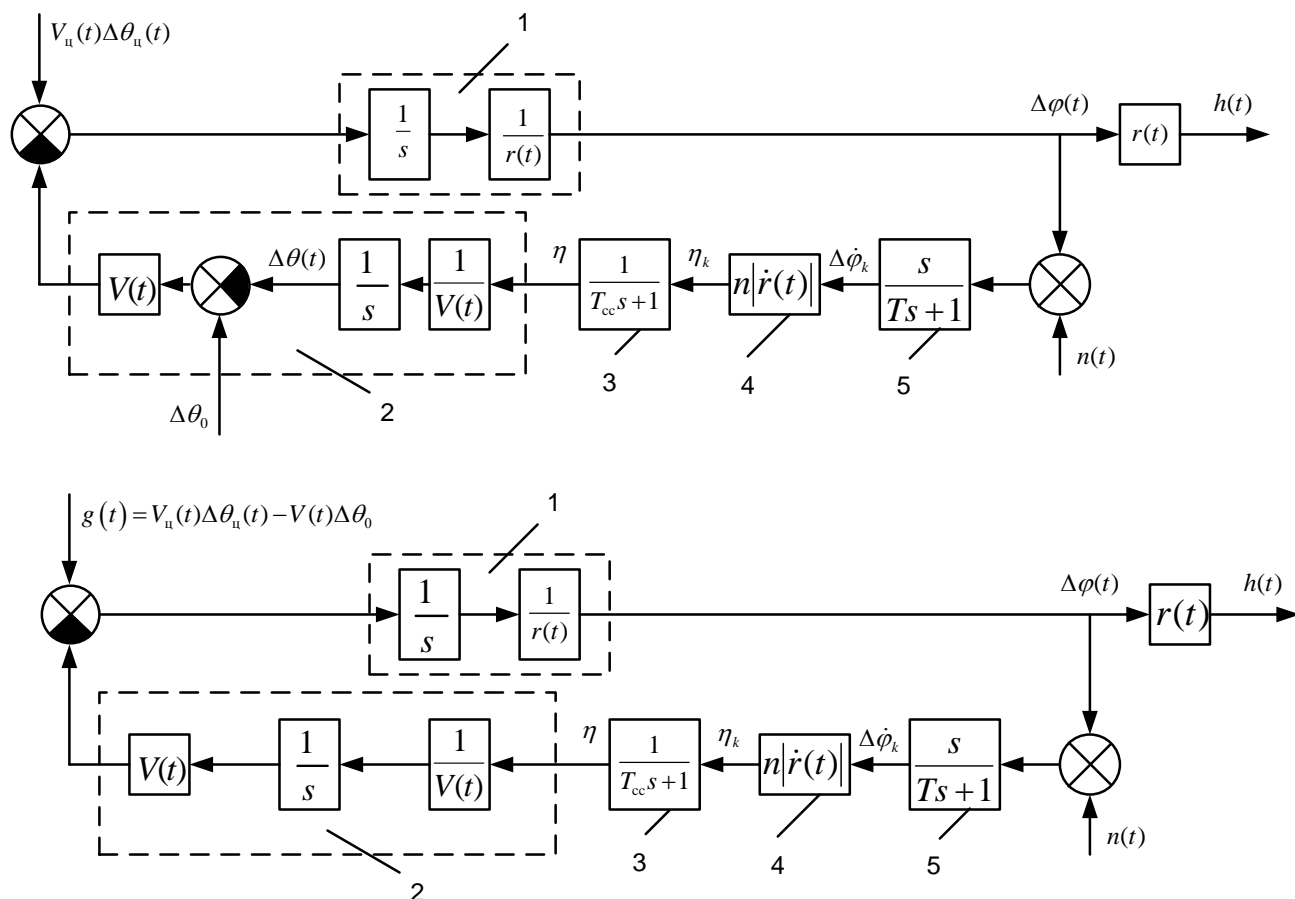 V_ц(t)Δθ_ц(t)
1
1/s
1/r(t)
Δφ(t)
r(t)
h(t)
V(t)
Δθ(t)
1/s
1/V(t)
η
1/(T_cc s+1)
η_k
n|ṙ(t)|
Δφ̇_k
s/(Ts+1)
n(t)
Δθ_0
2
3
4
5
g(t)=V_ц(t)Δθ_ц(t)−V(t)Δθ_0
1
1/s
1/r(t)
Δφ(t)
r(t)
h(t)
V(t)
1/s
1/V(t)
η
1/(T_cc s+1)
η_k
n|ṙ(t)|
Δφ̇_k
s/(Ts+1)
n(t)
2
3
4
5